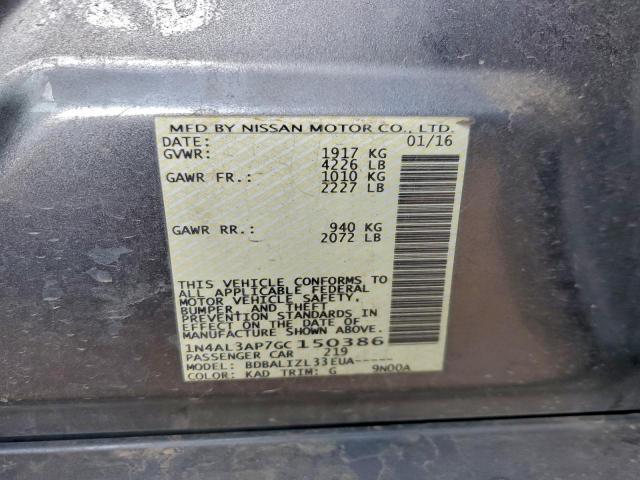 MFD BY NISSAN MOTOR CO., LTD.
DATE: 01/16
GVWR: 1917 KG
4226 LB
GAWR FR.: 1010 KG
2227 LB
GAWR RR.: 940 KG
2072 LB
THIS VEHICLE CONFORMS TO
ALL APPLICABLE FEDERAL
MOTOR VEHICLE SAFETY,
BUMPER, AND THEFT
PREVENTION STANDARDS IN
EFFECT ON THE DATE OF
MANUFACTURE SHOWN ABOVE.
1N4AL3AP7GC150386
PASSENGER CAR 219
MODEL: BDBALIZL33EUA-----
COLOR: KAD TRIM: G 9N00A